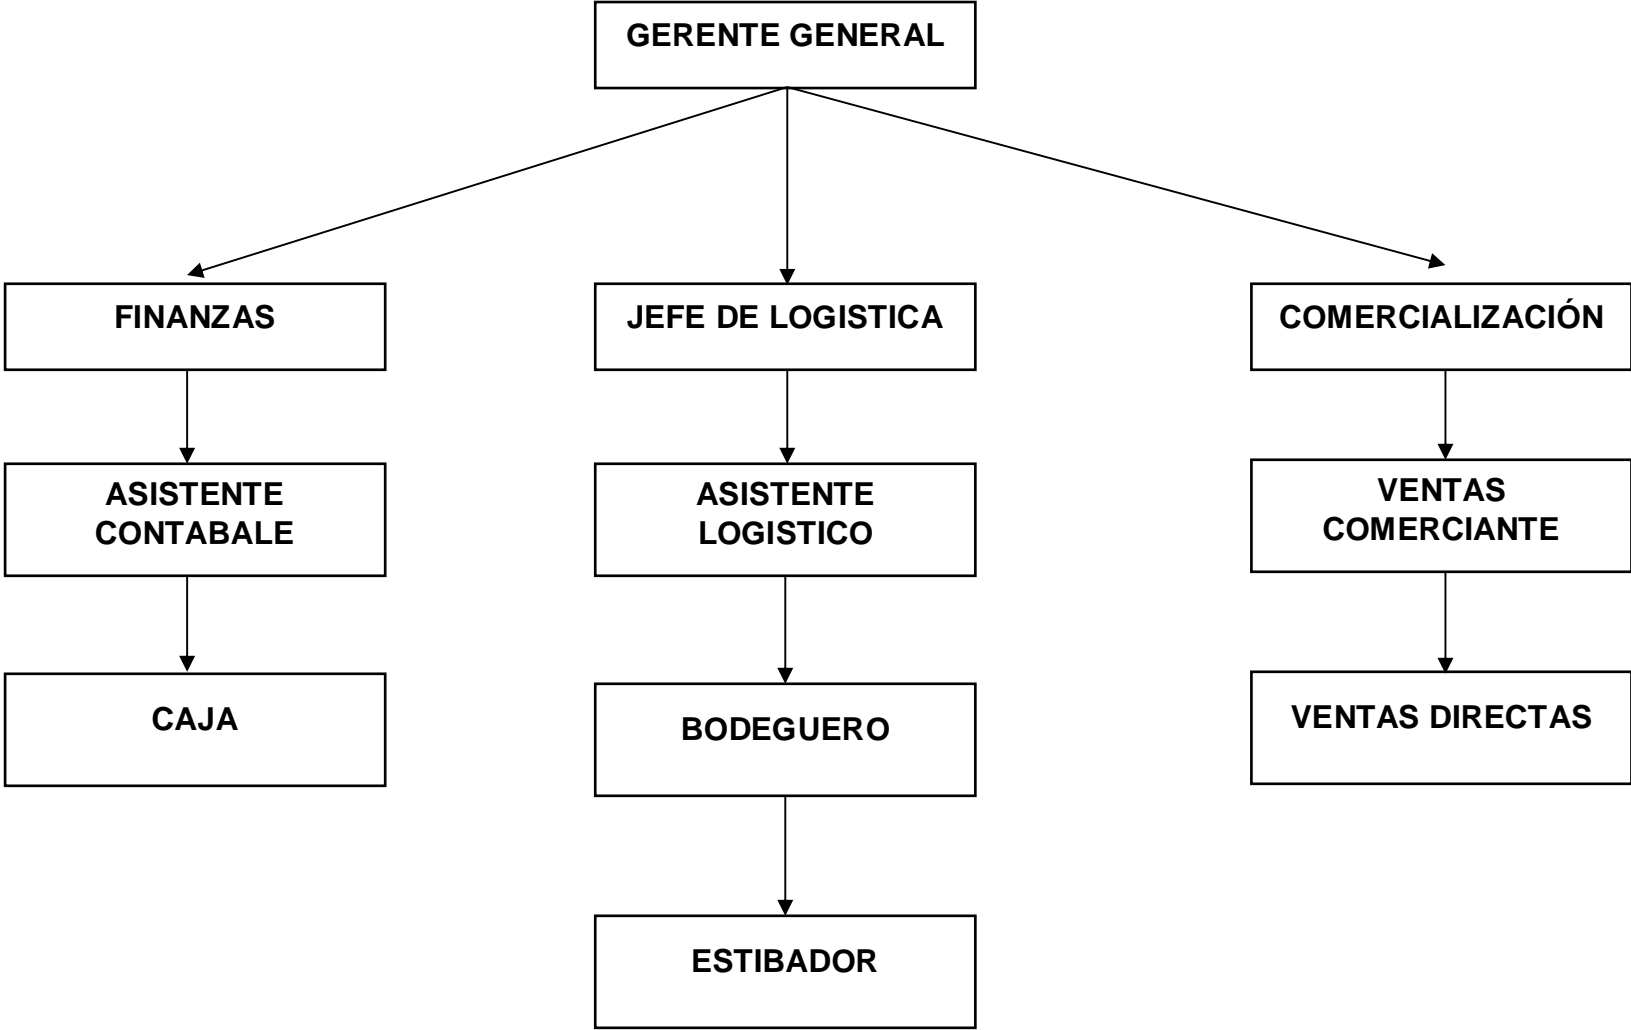 GERENTE GENERAL
FINANZAS
JEFE DE LOGISTICA
COMERCIALIZACIÓN
ASISTENTE
CONTABALE
ASISTENTE
LOGISTICO
VENTAS
COMERCIANTE
CAJA
BODEGUERO
VENTAS DIRECTAS
ESTIBADOR